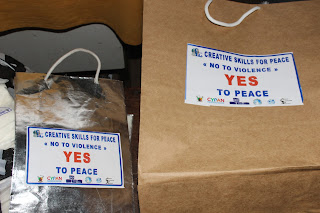 CREATIVE SKILLS FOR PEACE
« NO TO VIOLENCE »
YES
TO PEACE
CREATIVE SKILLS FOR PEACE
« NO TO VIOLENCE »
YES
TO PEACE
CYPAN